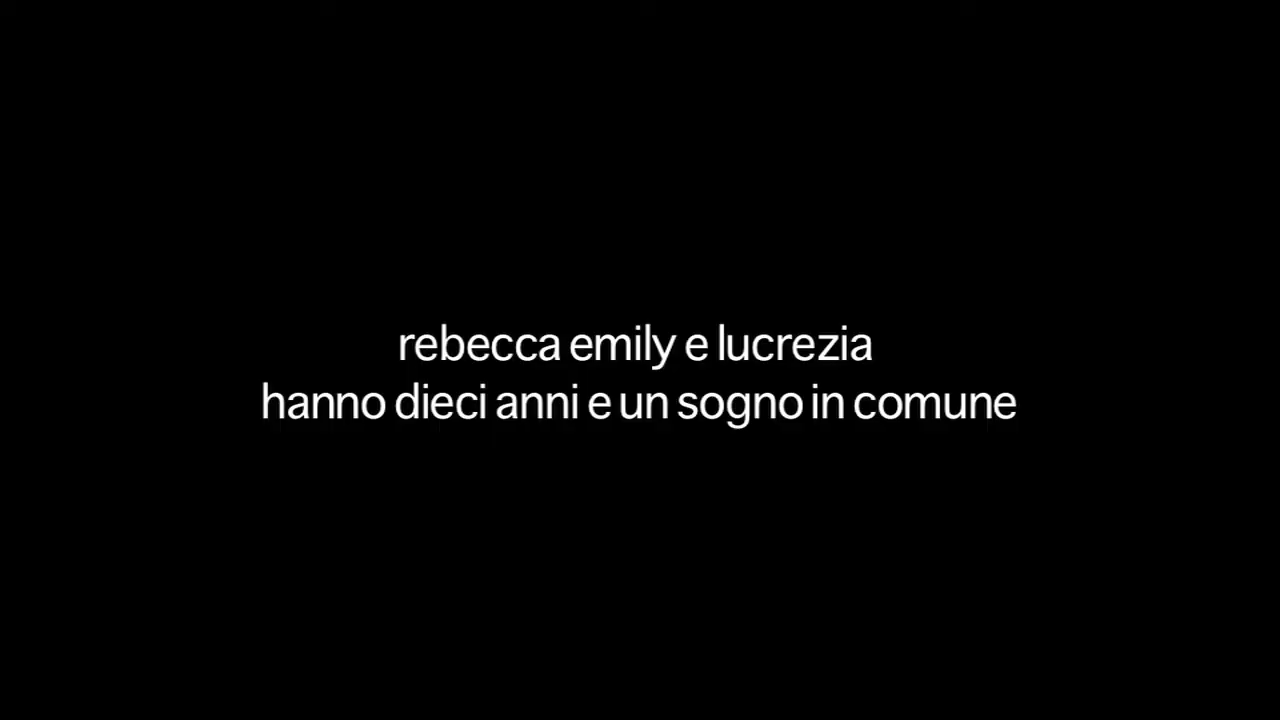 rebecca emily e lucrezia
hanno dieci anni e un sogno in comune